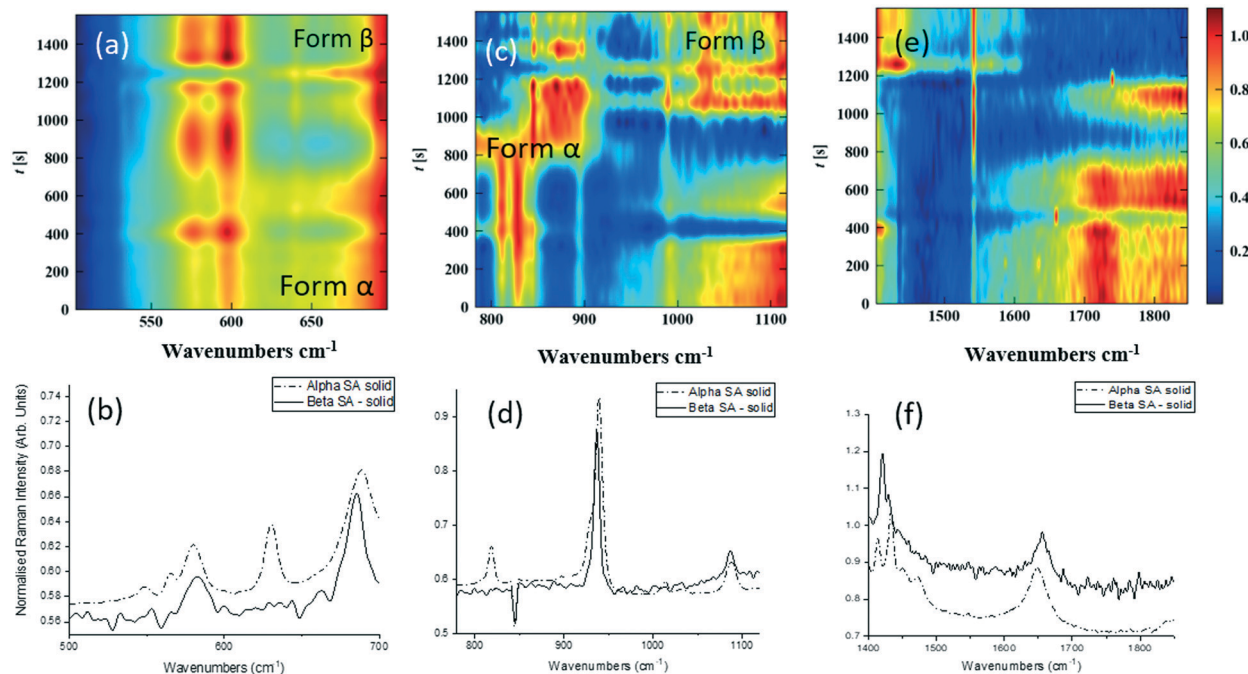 (a)
Form β
Form α
1400
1200
1000
800
600
400
200
0
t [s]
550
600
650
Wavenumbers cm-1
(c)
Form β
Form α
1400
1200
1000
800
600
400
200
0
t [s]
800
900
1000
1100
Wavenumbers cm-1
(e)
1400
1200
1000
800
600
400
200
0
t [s]
1500
1600
1700
1800
Wavenumbers cm-1
1.0
0.8
0.6
0.4
0.2
(b)
Alpha SA solid
Beta SA - solid
0.74
0.72
0.70
0.68
0.66
0.64
0.62
0.60
0.58
0.56
Normalised Raman Intensity (Arb. Units)
500
600
700
Wavenumbers (cm-1)
(d)
Alpha SA solid
Beta SA - solid
0.9
0.8
0.7
0.6
0.5
800
900
1000
1100
Wavenumbers (cm-1)
(f)
Alpha SA solid
Beta SA - solid
1.3
1.2
1.1
1.0
0.9
0.8
0.7
1400
1500
1600
1700
1800
Wavenumbers (cm-1)